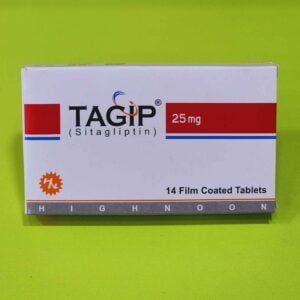 TAGIP®
(Sitagliptin)
25mg
14 Film Coated Tablets
HIGHNOON